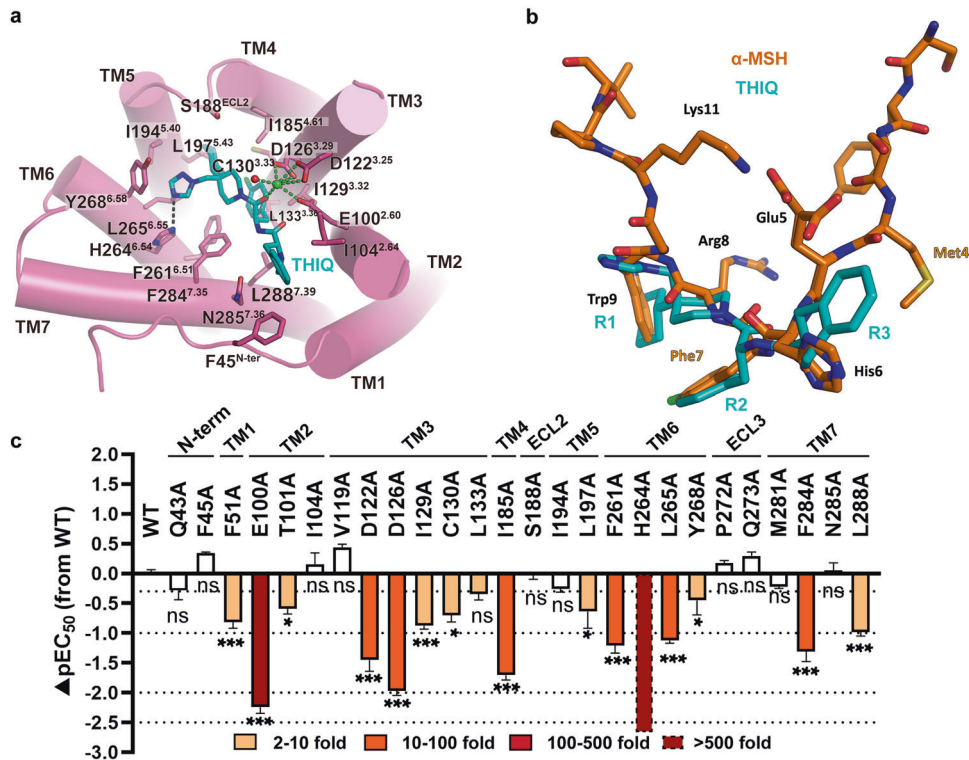 a
TM4
TM5
S188ECL2
TM3
I1945.40
I1854.61
L1975.43
D1263.29
C1303.33
D1223.25
TM6
I1293.32
Y2686.58
L1333.36
E1002.60
L2656.55
I1042.64
H2646.54
THIQ
F2616.51
TM2
F2847.35
L2887.39
TM7
N2857.36
F45N-ter
TM1
b
α-MSH
THIQ
Lys11
Glu5
Arg8
Met4
Trp9
R1
R3
Phe7
His6
R2
c
N-term TM1 TM2 TM3 TM4 ECL2 TM5 TM6 ECL3 TM7
WT Q43A F45A F51A E100A T101A I104A V119A D122A D126A I129A C130A L133A I185A S188A I194A L197A F261A H264A L265A Y268A P272A Q273A M281A F284A N285A L288A
▲pEC50 (from WT)
2.0
1.5
1.0
0.5
0.0
-0.5
-1.0
-1.5
-2.0
-2.5
-3.0
ns ns *** *** * ns ns *** *** *** * *** ns ns * *** *** * ns ns ns *** ns ***
2-10 fold 10-100 fold 100-500 fold >500 fold